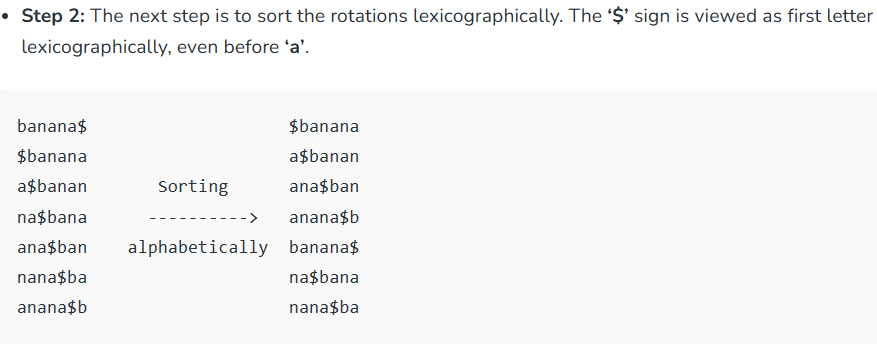 • Step 2: The next step is to sort the rotations lexicographically. The ‘$’ sign is viewed as first letter
lexicographically, even before ‘a’.
banana$ $banana
$banana a$banan
a$banan Sorting ana$ban
na$bana ----------> anana$b
ana$ban alphabetically banana$
nana$ba na$bana
anana$b nana$ba